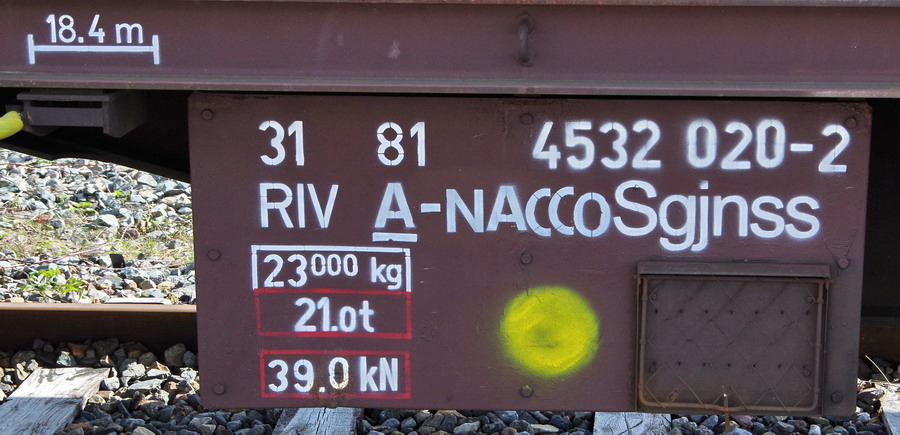 18.4 m
31 81 4532 020-2
RIV A-NACCOSgjnss
23000 kg
21.0t
39.0 kN